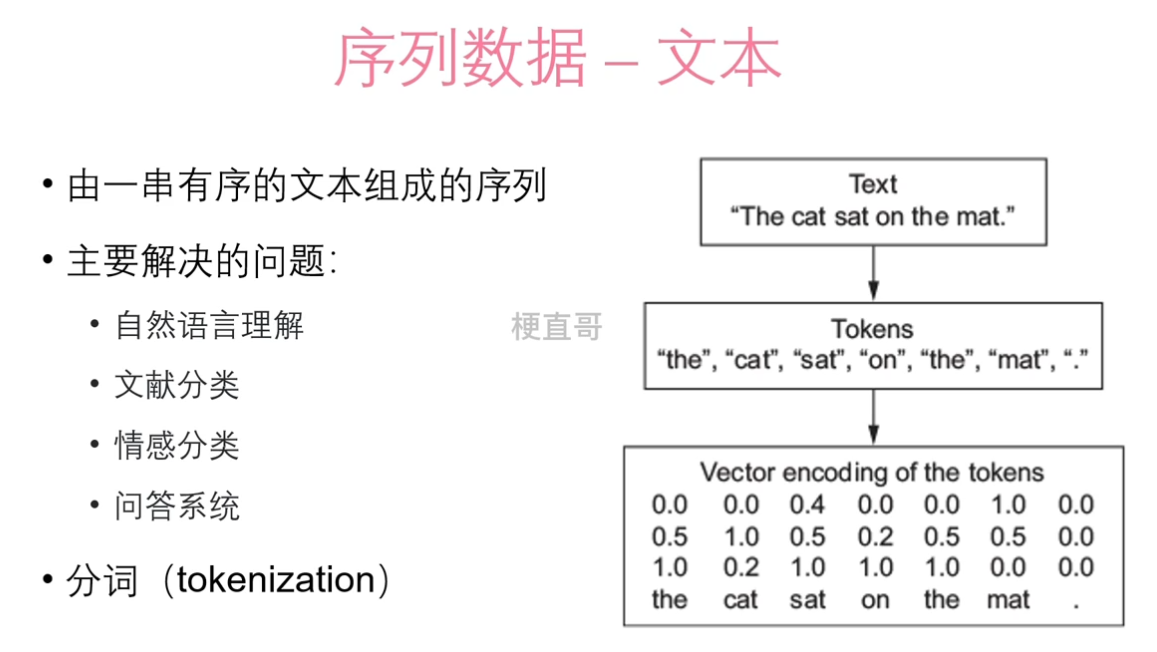 序列数据 – 文本
• 由一串有序的文本组成的序列
• 主要解决的问题：
• 自然语言理解
• 文献分类
• 情感分类
• 问答系统
• 分词（tokenization）
梗直哥
Text
“The cat sat on the mat.”
Tokens
“the”, “cat”, “sat”, “on”, “the”, “mat”, “.”
Vector encoding of the tokens
0.0 0.0 0.4 0.0 0.0 1.0 0.0
0.5 1.0 0.5 0.2 0.5 0.5 0.0
1.0 0.2 1.0 1.0 1.0 0.0 0.0
the cat sat on the mat .